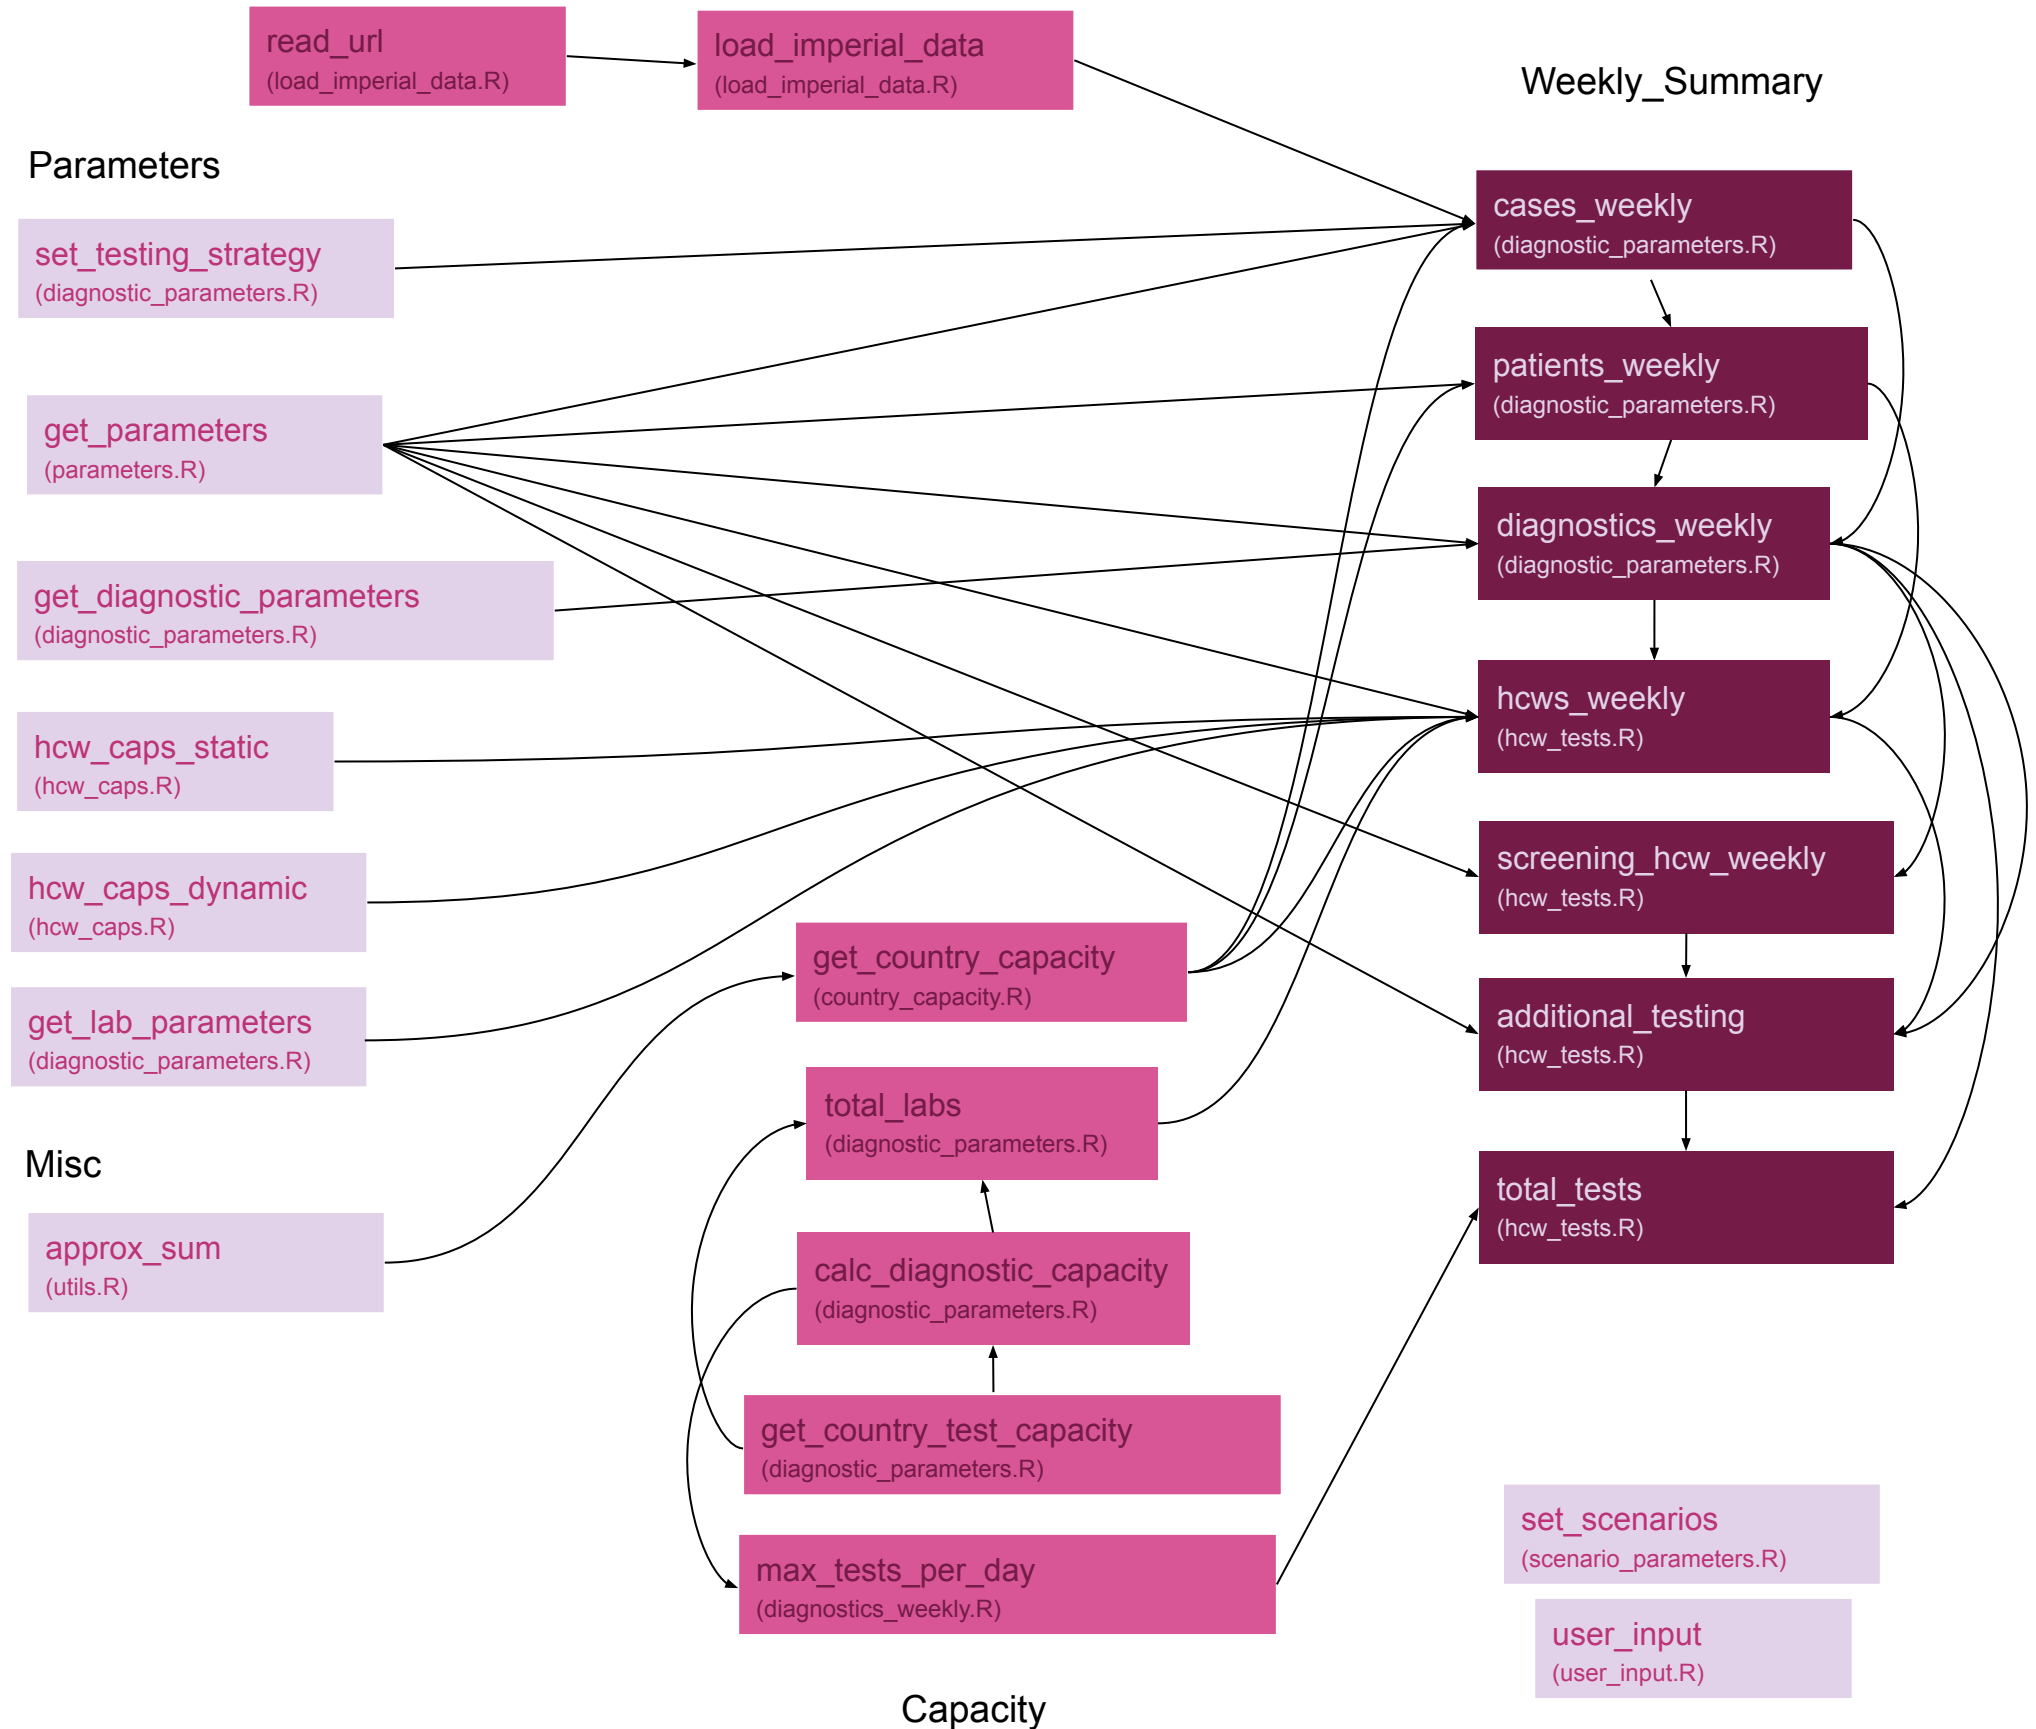 read_url
(load_imperial_data.R)
load_imperial_data
(load_imperial_data.R)
Weekly_Summary
Parameters
set_testing_strategy
(diagnostic_parameters.R)
get_parameters
(parameters.R)
get_diagnostic_parameters
(diagnostic_parameters.R)
hcw_caps_static
(hcw_caps.R)
hcw_caps_dynamic
(hcw_caps.R)
get_lab_parameters
(diagnostic_parameters.R)
Misc
approx_sum
(utils.R)
get_country_capacity
(country_capacity.R)
total_labs
(diagnostic_parameters.R)
calc_diagnostic_capacity
(diagnostic_parameters.R)
get_country_test_capacity
(diagnostic_parameters.R)
max_tests_per_day
(diagnostics_weekly.R)
Capacity
cases_weekly
(diagnostic_parameters.R)
patients_weekly
(diagnostic_parameters.R)
diagnostics_weekly
(diagnostic_parameters.R)
hcws_weekly
(hcw_tests.R)
screening_hcw_weekly
(hcw_tests.R)
additional_testing
(hcw_tests.R)
total_tests
(hcw_tests.R)
set_scenarios
(scenario_parameters.R)
user_input
(user_input.R)